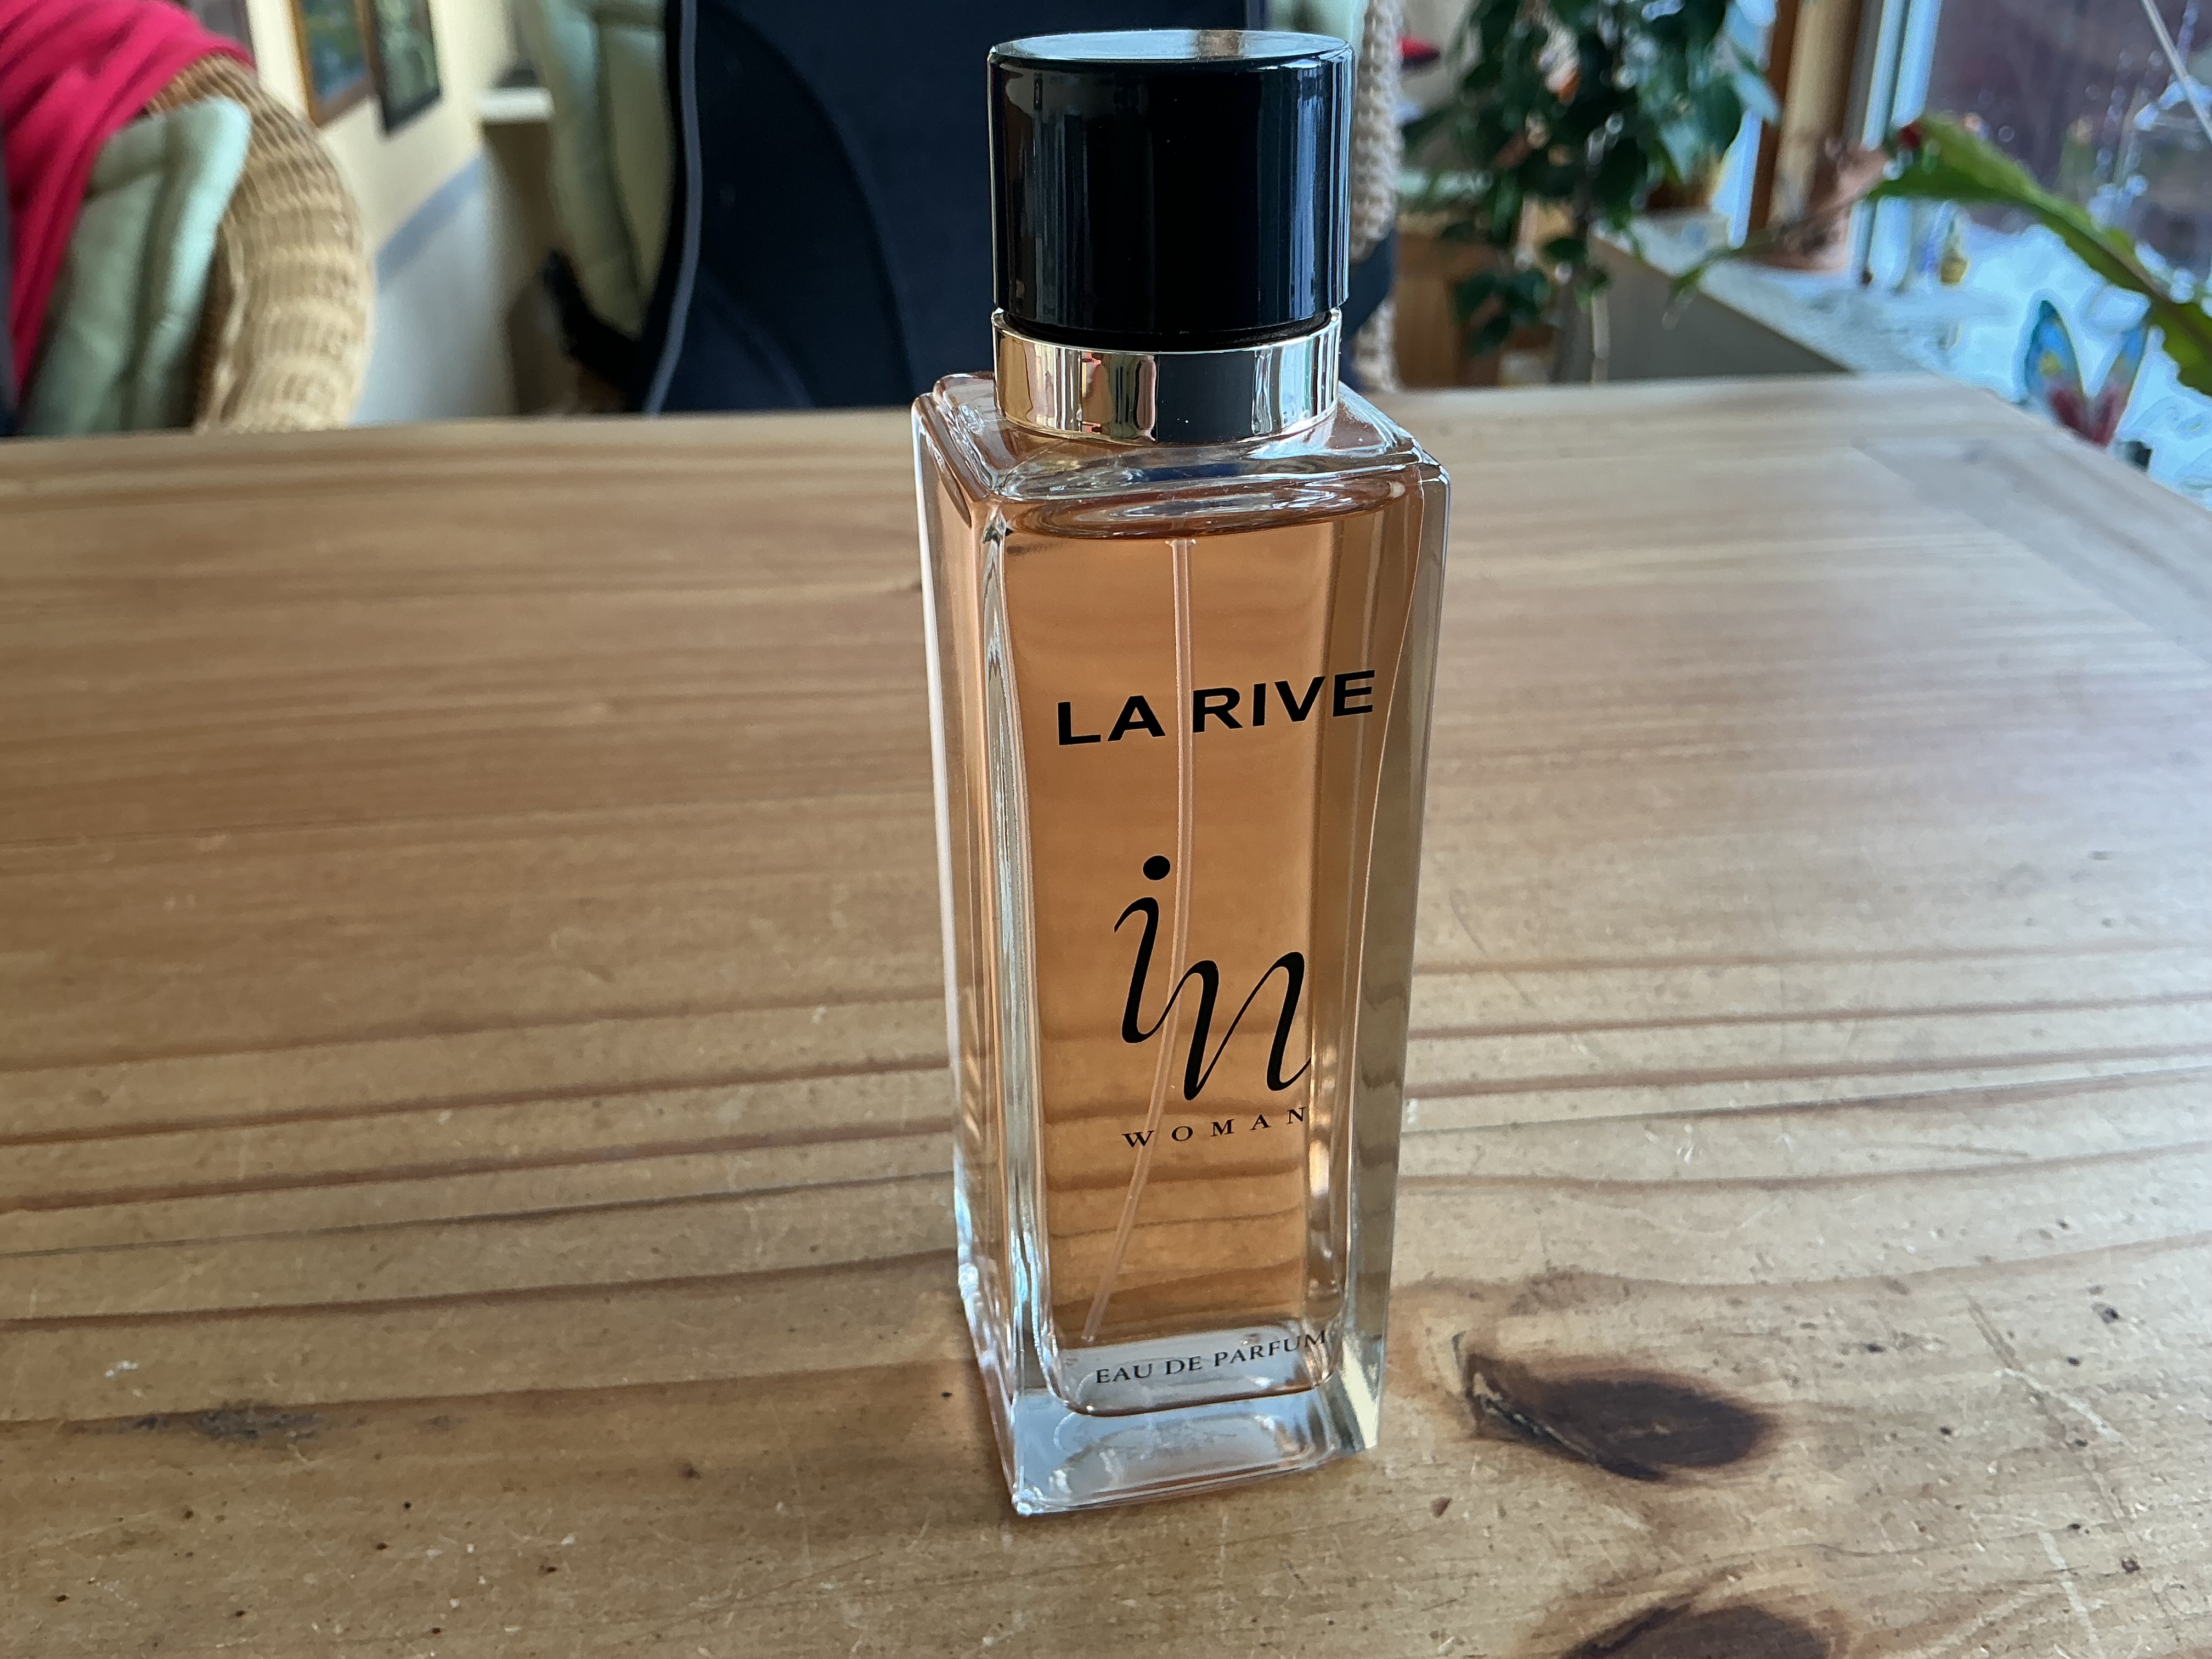 LA RIVE
in
WOMAN
EAU DE PARFUM